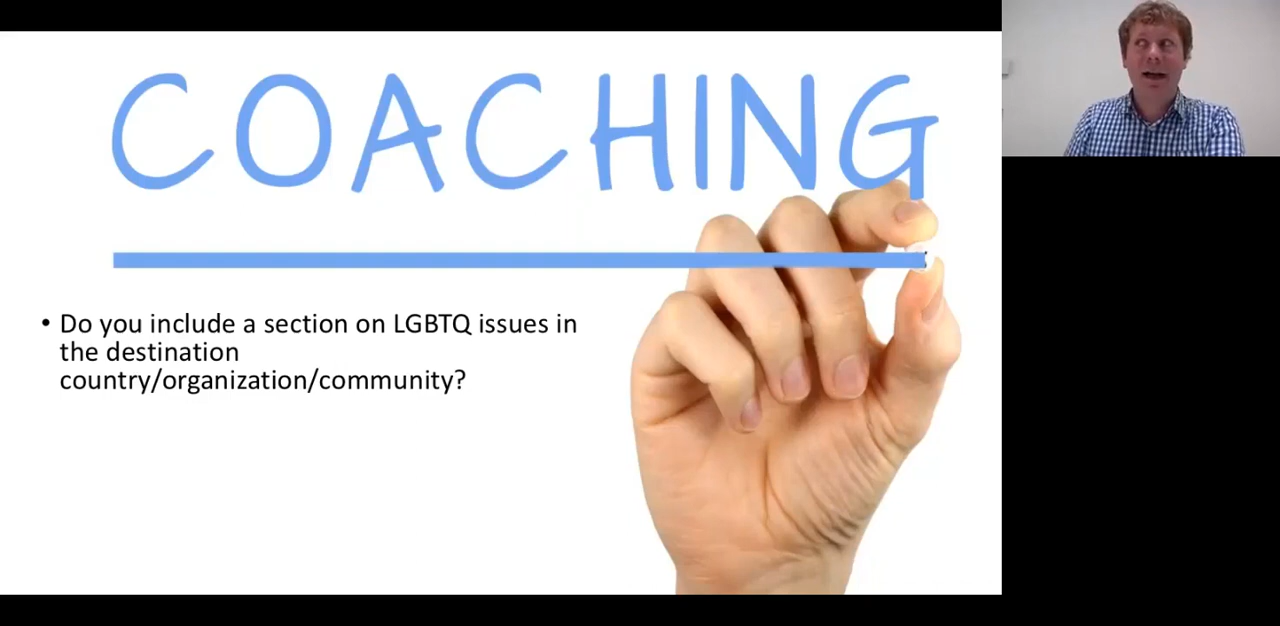 COACHING
• Do you include a section on LGBTQ issues in
the destination
country/organization/community?